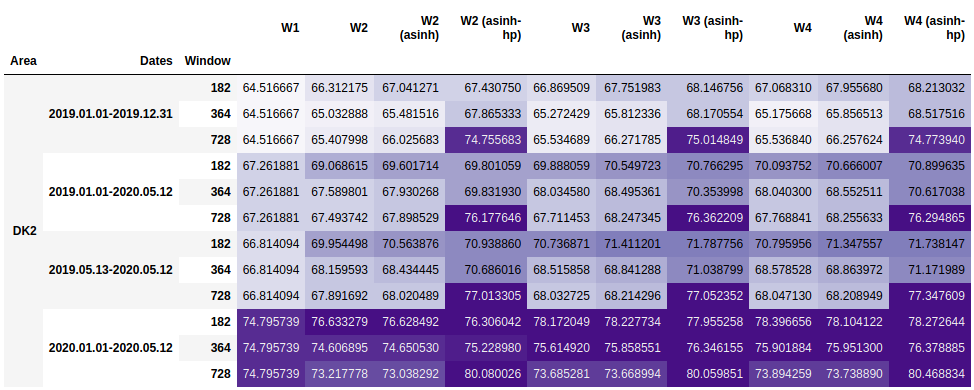 W1 W2 W2 (asinh) W2 (asinh-hp) W3 W3 (asinh) W3 (asinh-hp) W4 W4 (asinh) W4 (asinh-hp)
Area Dates Window
DK2 2019.01.01-2019.12.31 182 64.516667 66.312175 67.041271 67.430750 66.869509 67.751983 68.146756 67.068310 67.955680 68.213032
364 64.516667 65.032888 65.481516 67.865333 65.272429 65.812336 68.170554 65.175668 65.856513 68.517516
728 64.516667 65.407998 66.025683 74.755683 65.534689 66.271785 75.014849 65.536840 66.257624 74.773940
2019.01.01-2020.05.12 182 67.261881 69.068615 69.601714 69.801059 69.888059 70.549723 70.766295 70.093752 70.666007 70.899635
364 67.261881 67.589801 67.930268 69.831930 68.034580 68.495361 70.353998 68.040300 68.552511 70.617038
728 67.261881 67.493742 67.898529 76.177646 67.711453 68.247345 76.362209 67.768841 68.255633 76.294865
2019.05.13-2020.05.12 182 66.814094 69.954498 70.563876 70.938860 70.736871 71.411201 71.787756 70.795956 71.347557 71.738147
364 66.814094 68.159593 68.434445 70.686016 68.515858 68.841288 71.038799 68.578528 68.863972 71.171989
728 66.814094 67.891692 68.020489 77.013305 68.032725 68.214296 77.052352 68.047130 68.208949 77.347609
2020.01.01-2020.05.12 182 74.795739 76.633279 76.628492 76.306042 78.172049 78.227734 77.955258 78.396656 78.104122 78.272644
364 74.795739 74.606895 74.650530 75.228980 75.614920 75.858551 76.346155 75.901884 75.951300 76.378885
728 74.795739 73.217778 73.038292 80.080026 73.685281 73.668994 80.059851 73.894259 73.738890 80.468834